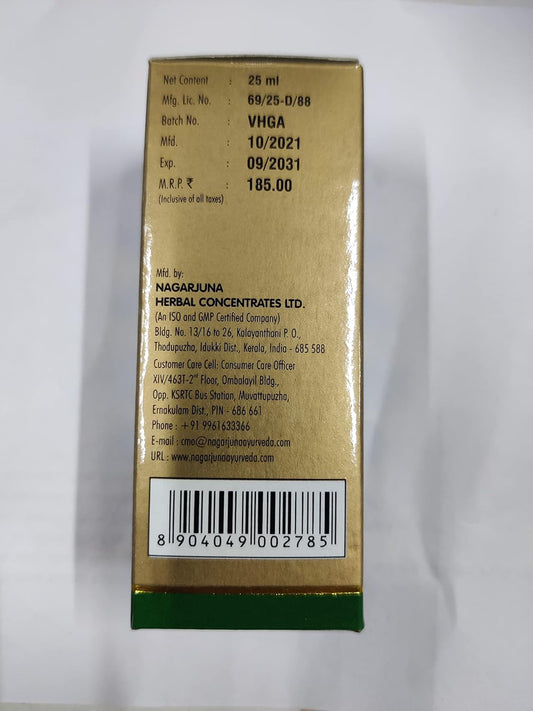 Net Content : 25 ml
Mfg. Lic. No. : 69/25-D/88
Batch No. : VHGA
Mfd. : 10/2021
Exp. : 09/2031
M.R.P. ₹ : 185.00
(Inclusive of all taxes)
Mfd. by:
NAGARJUNA
HERBAL CONCENTRATES LTD.
(An ISO and GMP Certified Company)
Bldg. No. 13/16 to 26, Kalayanthani P. O.,
Thodupuzha, Idukki Dist., Kerala, India - 685 588
Customer Care Cell: Consumer Care Officer
XIV/463T-2nd Floor, Ombalayil Bldg.,
Opp. KSRTC Bus Station, Muvattupuzha,
Ernakulam Dist., PIN - 686 661
Phone : +91 9961633366
E-mail : cmo@nagarjunaayurveda.com
URL : www.nagarjunaayurveda.com
8 904049 002785